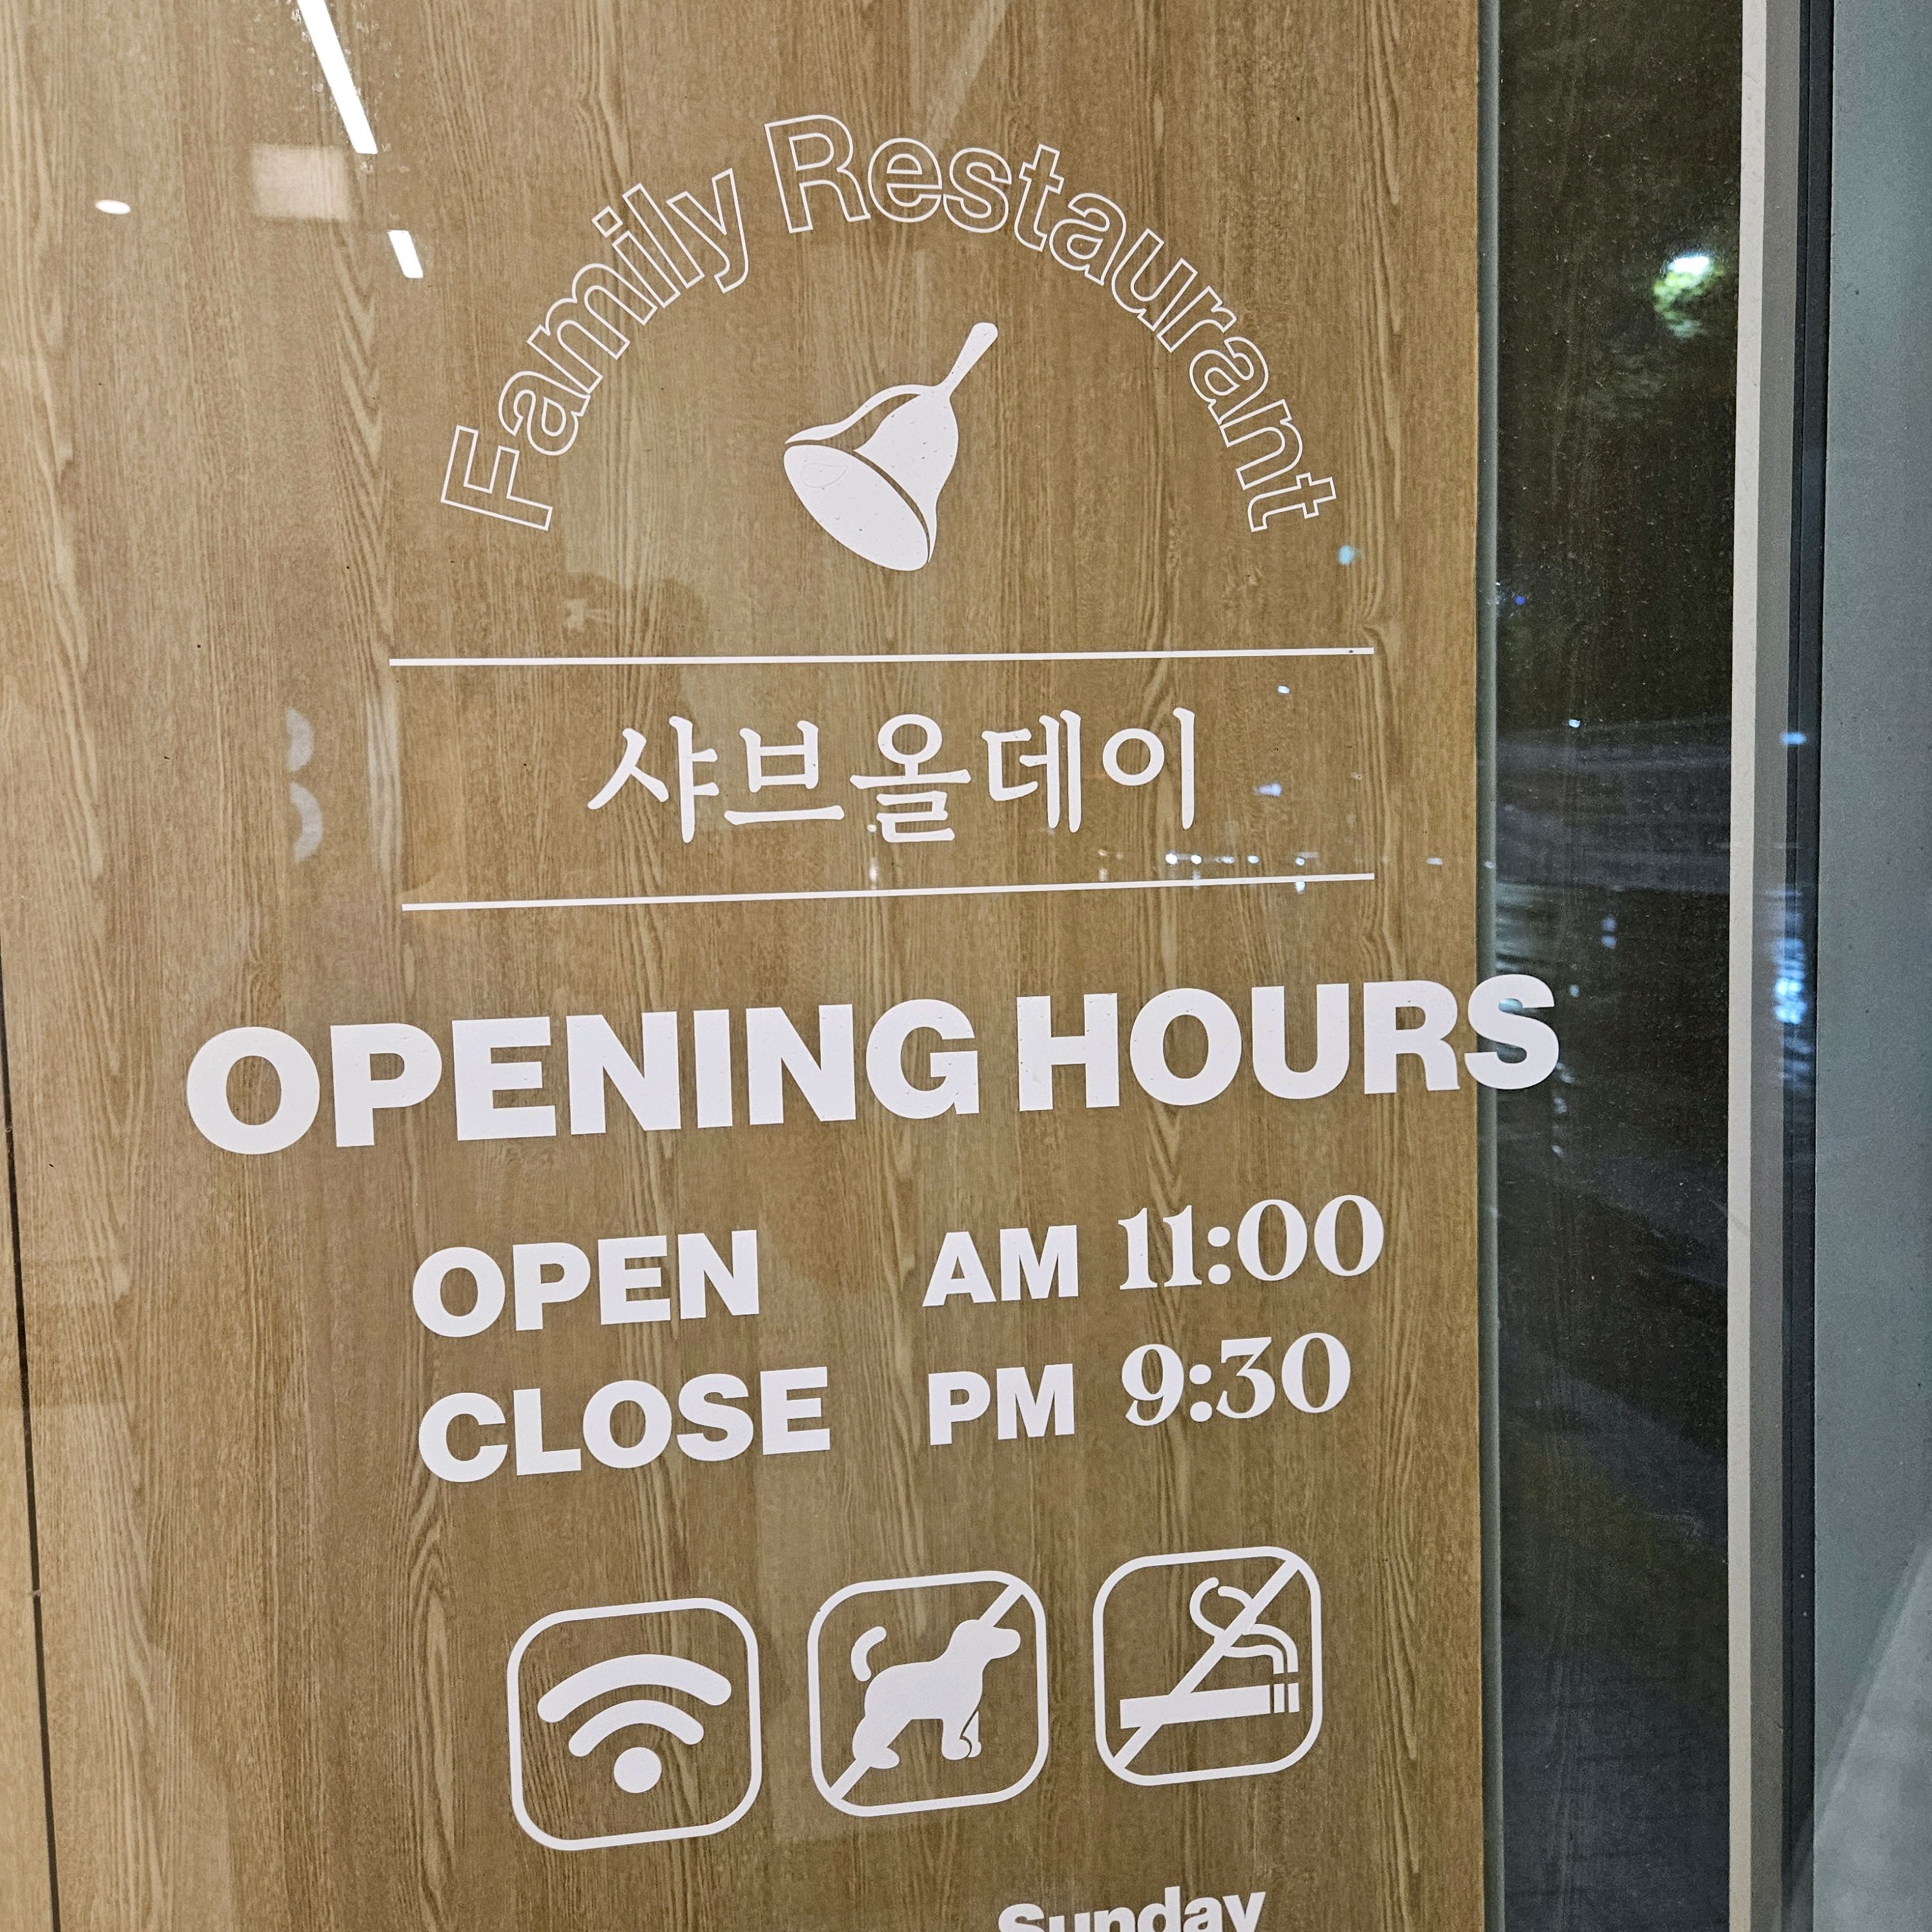 Family Restaurant
샤브올데이
OPENING HOURS
OPEN AM 11:00
CLOSE PM 9:30
Sunday